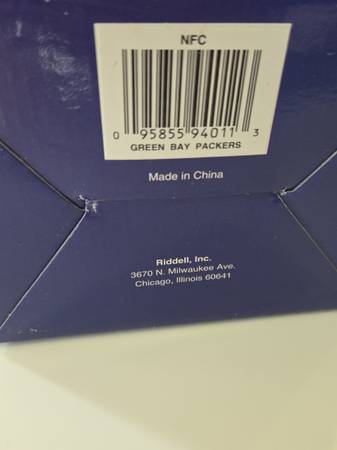 NFC
0 95855 94011 3
GREEN BAY PACKERS
Made in China
Riddell, Inc.
3670 N. Milwaukee Ave.
Chicago, Illinois 60641